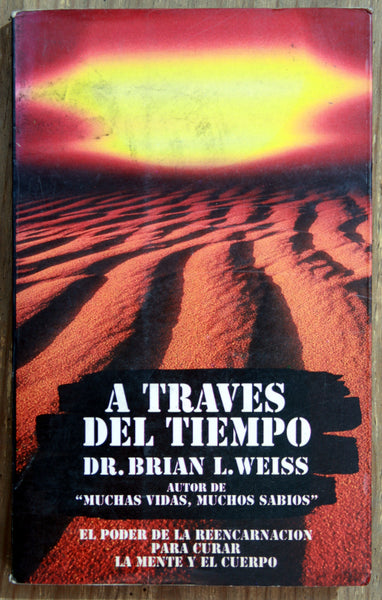 A TRAVES
DEL TIEMPO
DR. BRIAN L. WEISS
AUTOR DE
"MUCHAS VIDAS, MUCHOS SABIOS"
EL PODER DE LA REENCARNACION
PARA CURAR
LA MENTE Y EL CUERPO